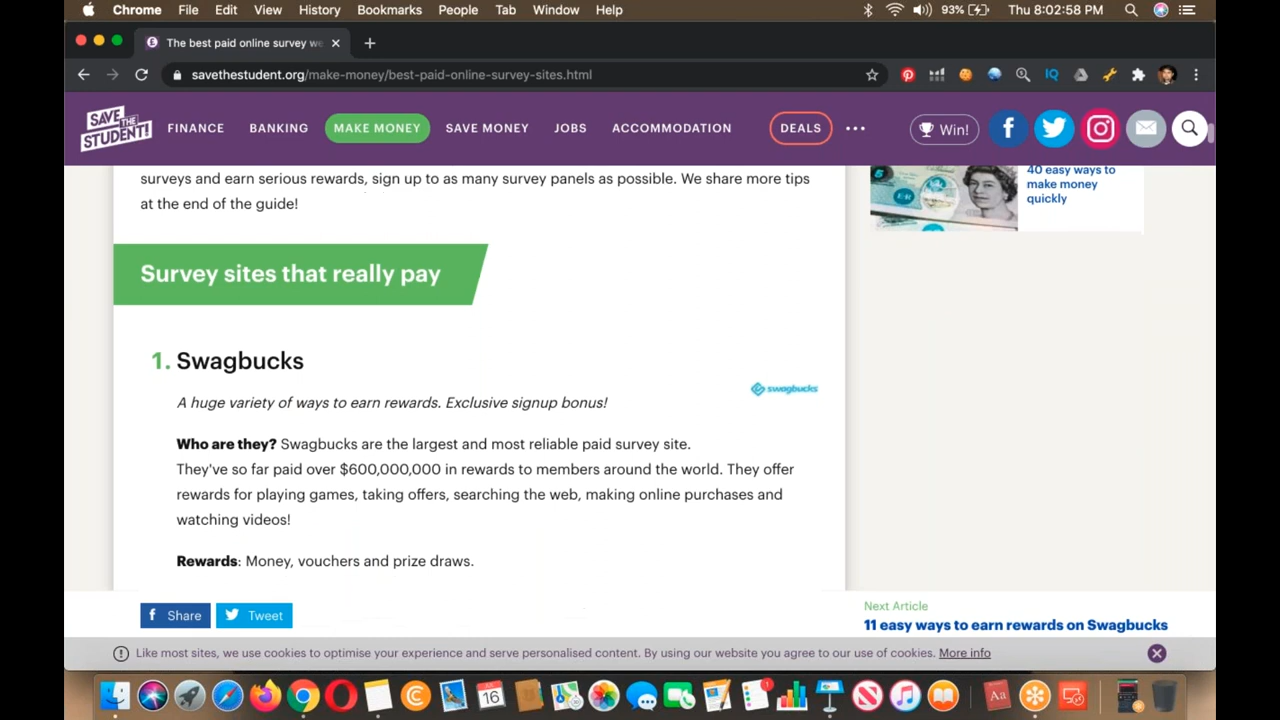 Chrome File Edit View History Bookmarks People Tab Window Help 93% Thu 8:02:58 PM
The best paid online survey we
savethestudent.org/make-money/best-paid-online-survey-sites.html
SAVE THE STUDENT!
FINANCE BANKING MAKE MONEY SAVE MONEY JOBS ACCOMMODATION DEALS ••• Win!
surveys and earn serious rewards, sign up to as many survey panels as possible. We share more tips
at the end of the guide!
40 easy ways to
make money
quickly
Survey sites that really pay
1. Swagbucks
swagbucks
A huge variety of ways to earn rewards. Exclusive signup bonus!
Who are they? Swagbucks are the largest and most reliable paid survey site.
They've so far paid over $600,000,000 in rewards to members around the world. They offer
rewards for playing games, taking offers, searching the web, making online purchases and
watching videos!
Rewards: Money, vouchers and prize draws.
Share Tweet
Next Article
11 easy ways to earn rewards on Swagbucks
Like most sites, we use cookies to optimise your experience and serve personalised content. By using our website you agree to our use of cookies. More info
16